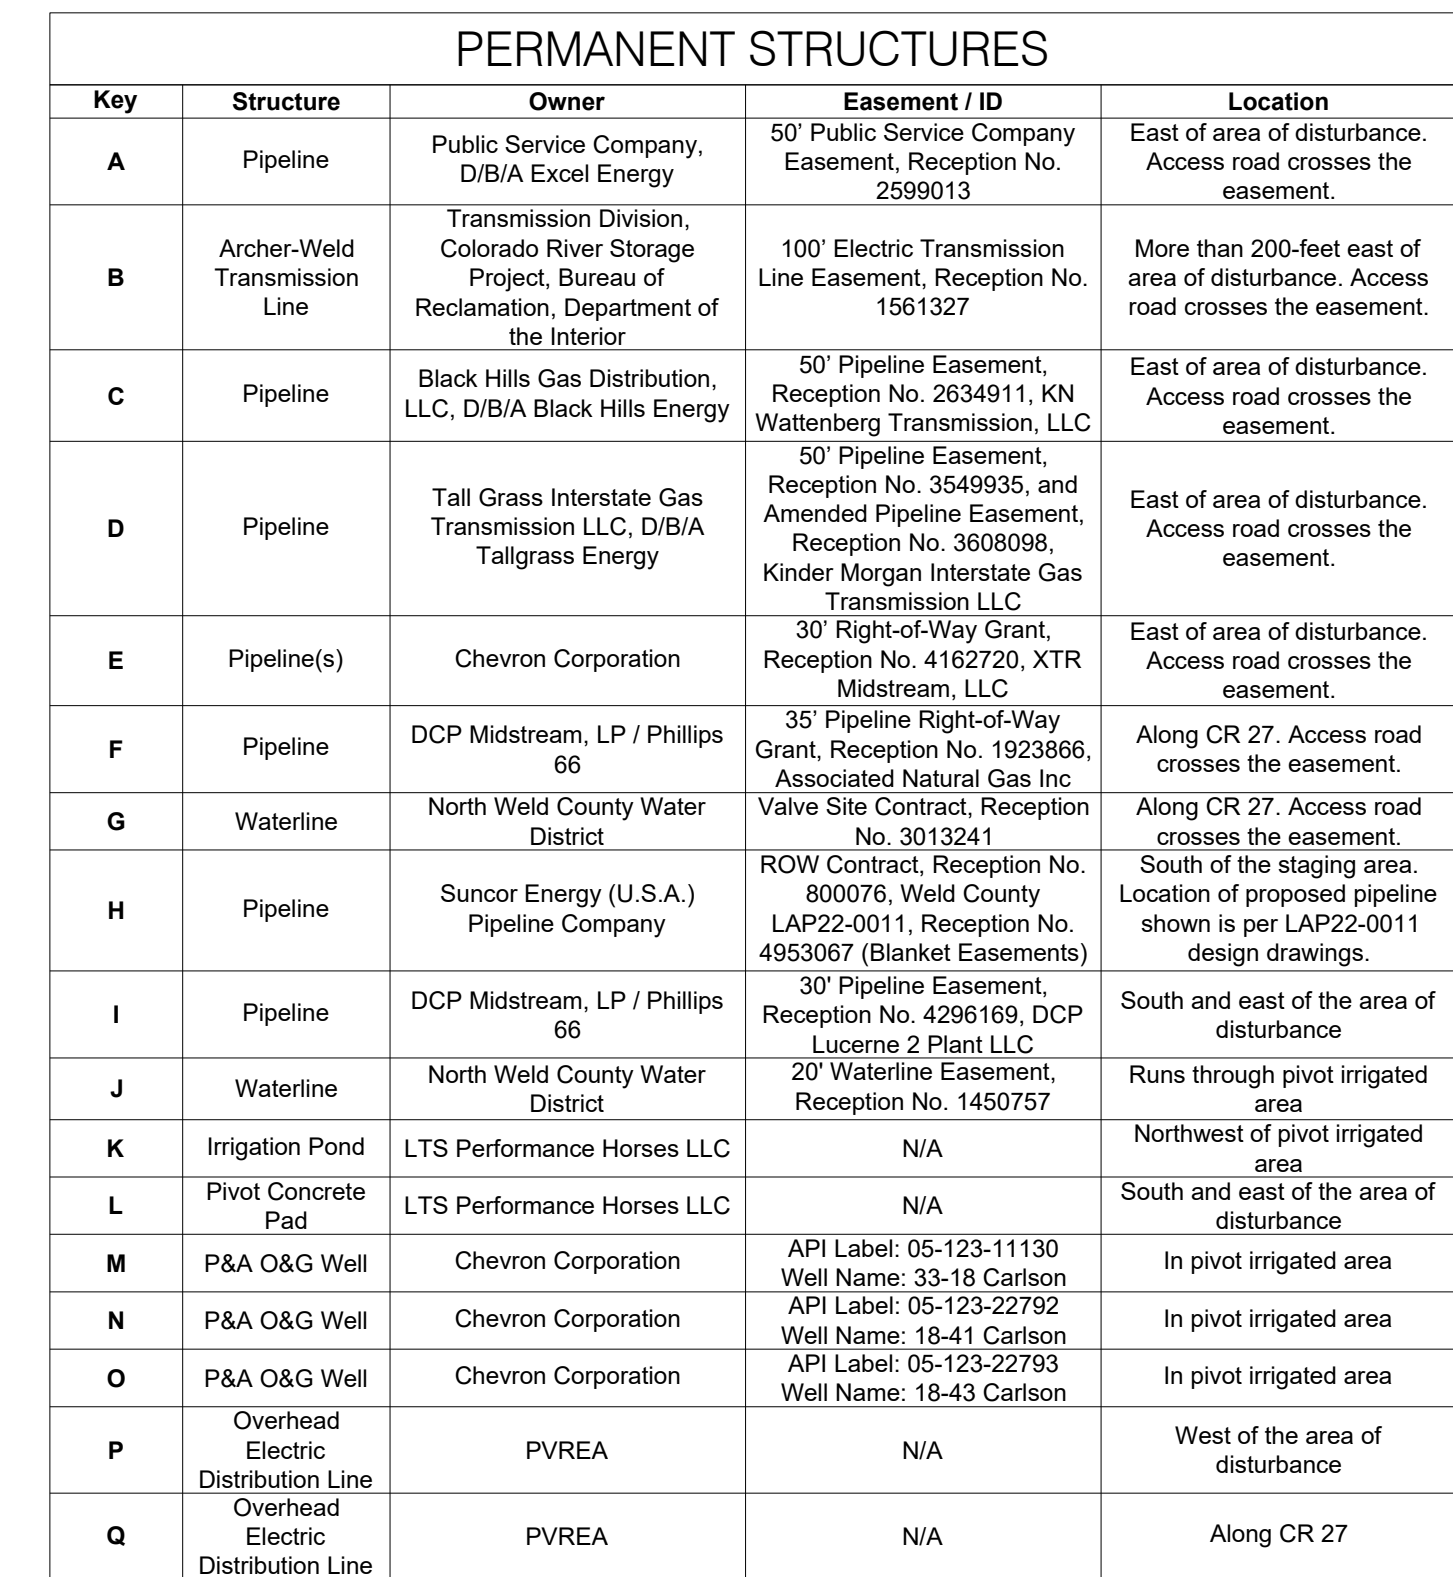 PERMANENT STRUCTURES
Key Structure Owner Easement / ID Location
A
Pipeline
Public Service Company,
D/B/A Excel Energy
50’ Public Service Company
Easement, Reception No.
2599013
East of area of disturbance.
Access road crosses the
easement.
B
Archer-Weld
Transmission
Line
Transmission Division,
Colorado River Storage
Project, Bureau of
Reclamation, Department of
the Interior
100’ Electric Transmission
Line Easement, Reception No.
1561327
More than 200-feet east of
area of disturbance. Access
road crosses the easement.
C
Pipeline
Black Hills Gas Distribution,
LLC, D/B/A Black Hills Energy
50’ Pipeline Easement,
Reception No. 2634911, KN
Wattenberg Transmission, LLC
East of area of disturbance.
Access road crosses the
easement.
D
Pipeline
Tall Grass Interstate Gas
Transmission LLC, D/B/A
Tallgrass Energy
50’ Pipeline Easement,
Reception No. 3549935, and
Amended Pipeline Easement,
Reception No. 3608098,
Kinder Morgan Interstate Gas
Transmission LLC
East of area of disturbance.
Access road crosses the
easement.
E
Pipeline(s)
Chevron Corporation
30’ Right-of-Way Grant,
Reception No. 4162720, XTR
Midstream, LLC
East of area of disturbance.
Access road crosses the
easement.
F
Pipeline
DCP Midstream, LP / Phillips
66
35’ Pipeline Right-of-Way
Grant, Reception No. 1923866,
Associated Natural Gas Inc
Along CR 27. Access road
crosses the easement.
G
Waterline
North Weld County Water
District
Valve Site Contract, Reception
No. 3013241
Along CR 27. Access road
crosses the easement.
H
Pipeline
Suncor Energy (U.S.A.)
Pipeline Company
ROW Contract, Reception No.
800076, Weld County
LAP22-0011, Reception No.
4953067 (Blanket Easements)
South of the staging area.
Location of proposed pipeline
shown is per LAP22-0011
design drawings.
I
Pipeline
DCP Midstream, LP / Phillips
66
30' Pipeline Easement,
Reception No. 4296169, DCP
Lucerne 2 Plant LLC
South and east of the area of
disturbance
J
Waterline
North Weld County Water
District
20' Waterline Easement,
Reception No. 1450757
Runs through pivot irrigated
area
K
Irrigation Pond
LTS Performance Horses LLC
N/A
Northwest of pivot irrigated
area
L
Pivot Concrete
Pad
LTS Performance Horses LLC
N/A
South and east of the area of
disturbance
M
P&A O&G Well
Chevron Corporation
API Label: 05-123-11130
Well Name: 33-18 Carlson
In pivot irrigated area
N
P&A O&G Well
Chevron Corporation
API Label: 05-123-22792
Well Name: 18-41 Carlson
In pivot irrigated area
O
P&A O&G Well
Chevron Corporation
API Label: 05-123-22793
Well Name: 18-43 Carlson
In pivot irrigated area
P
Overhead
Electric
Distribution Line
PVREA
N/A
West of the area of
disturbance
Q
Overhead
Electric
Distribution Line
PVREA
N/A
Along CR 27